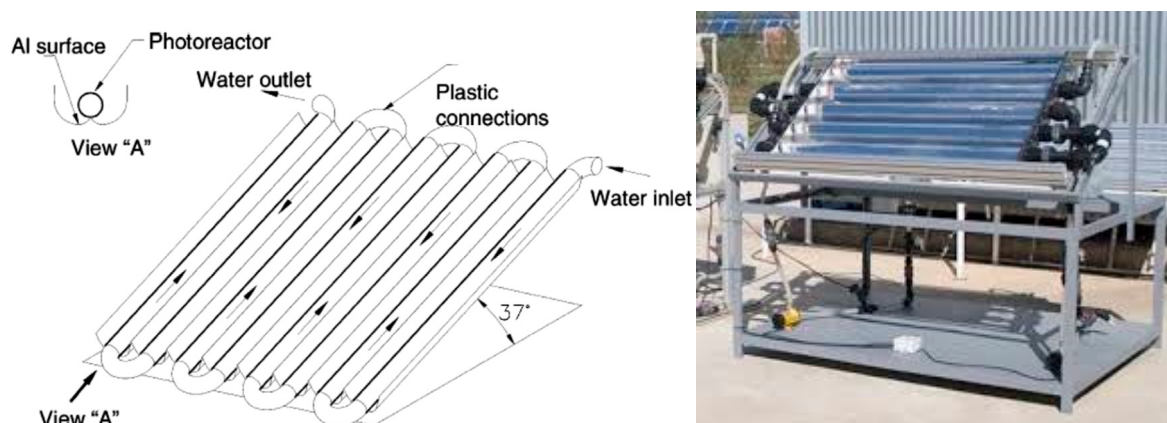 Al surface
Photoreactor
View “A”
Water outlet
Plastic
connections
Water inlet
37°
View “A”